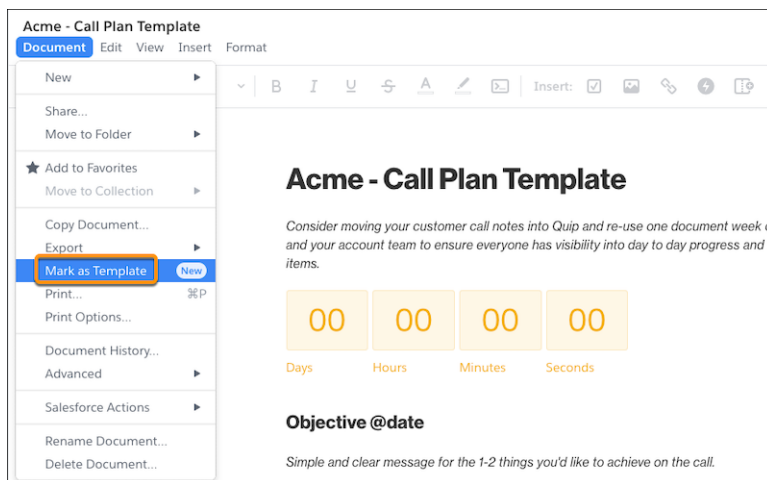 Acme - Call Plan Template
Document Edit View Insert Format
New
Share...
Move to Folder
Add to Favorites
Move to Collection
Copy Document...
Export
Mark as Template New
Print... ⌘P
Print Options...
Document History...
Advanced
Salesforce Actions
Rename Document...
Delete Document...
B I U S A Insert:
Acme - Call Plan Template
Consider moving your customer call notes into Quip and re-use one document week
and your account team to ensure everyone has visibility into day to day progress and
items.
00 00 00 00
Days Hours Minutes Seconds
Objective @date
Simple and clear message for the 1-2 things you'd like to achieve on the call.